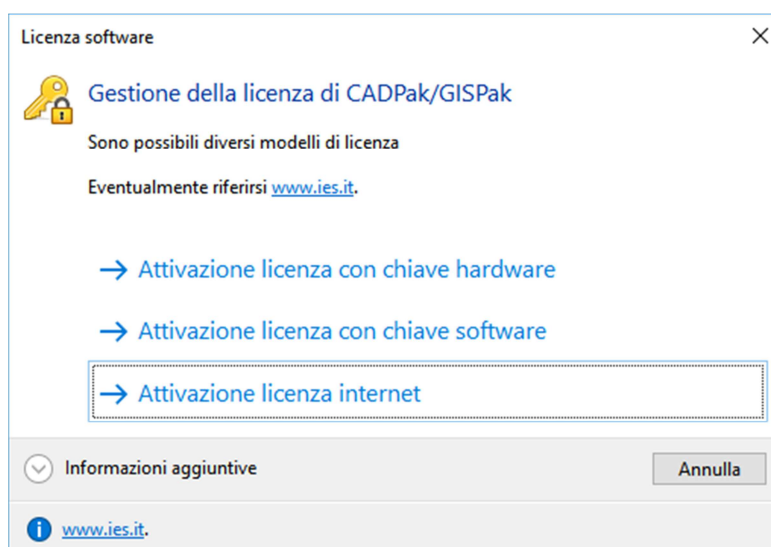 Licenza software
Gestione della licenza di CADPak/GISPak
Sono possibili diversi modelli di licenza
Eventualmente riferirsi www.ies.it.
Attivazione licenza con chiave hardware
Attivazione licenza con chiave software
Attivazione licenza internet
Informazioni aggiuntive
Annulla
www.ies.it.